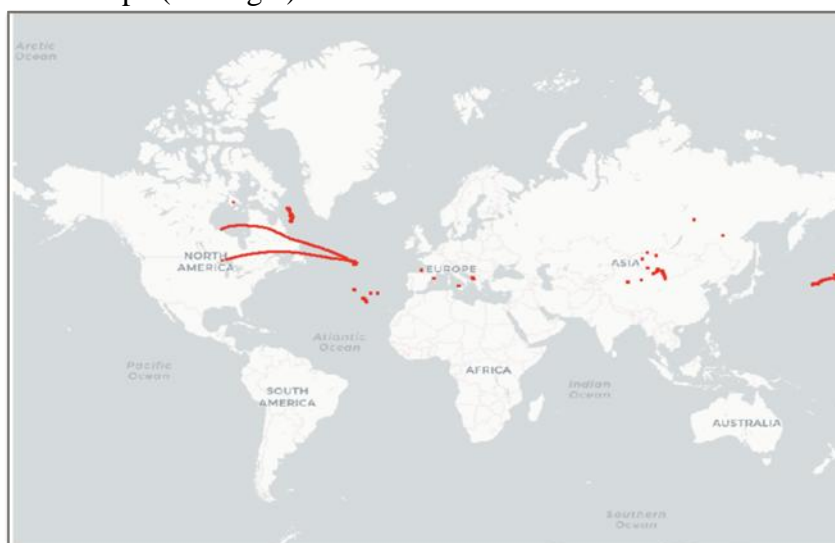 Arctic
Ocean
NORTH
AMERICA
EUROPE
ASIA
Atlantic
Ocean
Pacific
Ocean
AFRICA
SOUTH
AMERICA
Indian
Ocean
AUSTRALIA
Southern
Ocean